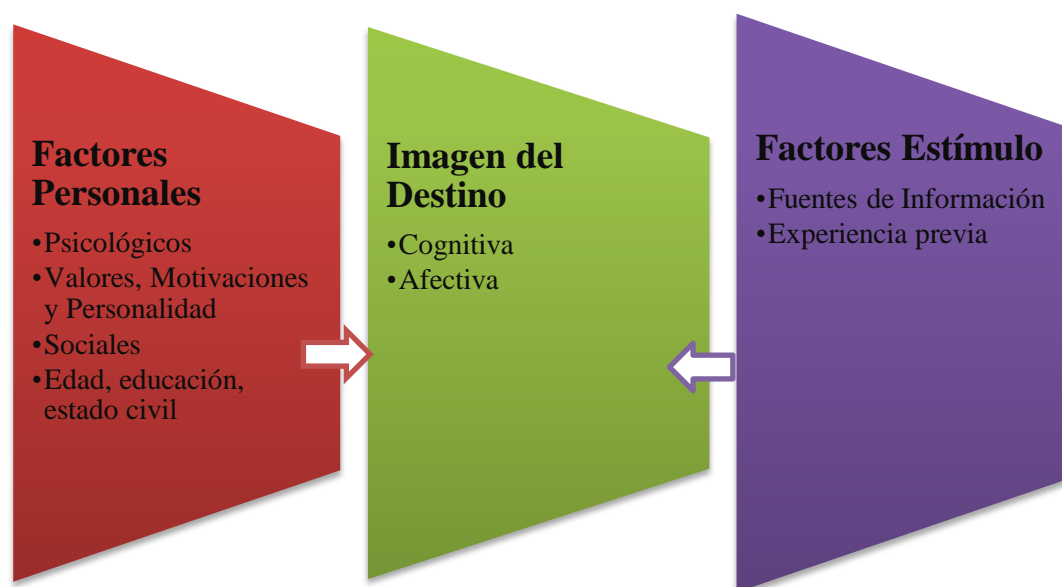 Factores
Personales
•Psicológicos
•Valores, Motivaciones
y Personalidad
•Sociales
•Edad, educación,
estado civil
Imagen del
Destino
•Cognitiva
•Afectiva
Factores Estímulo
•Fuentes de Información
•Experiencia previa